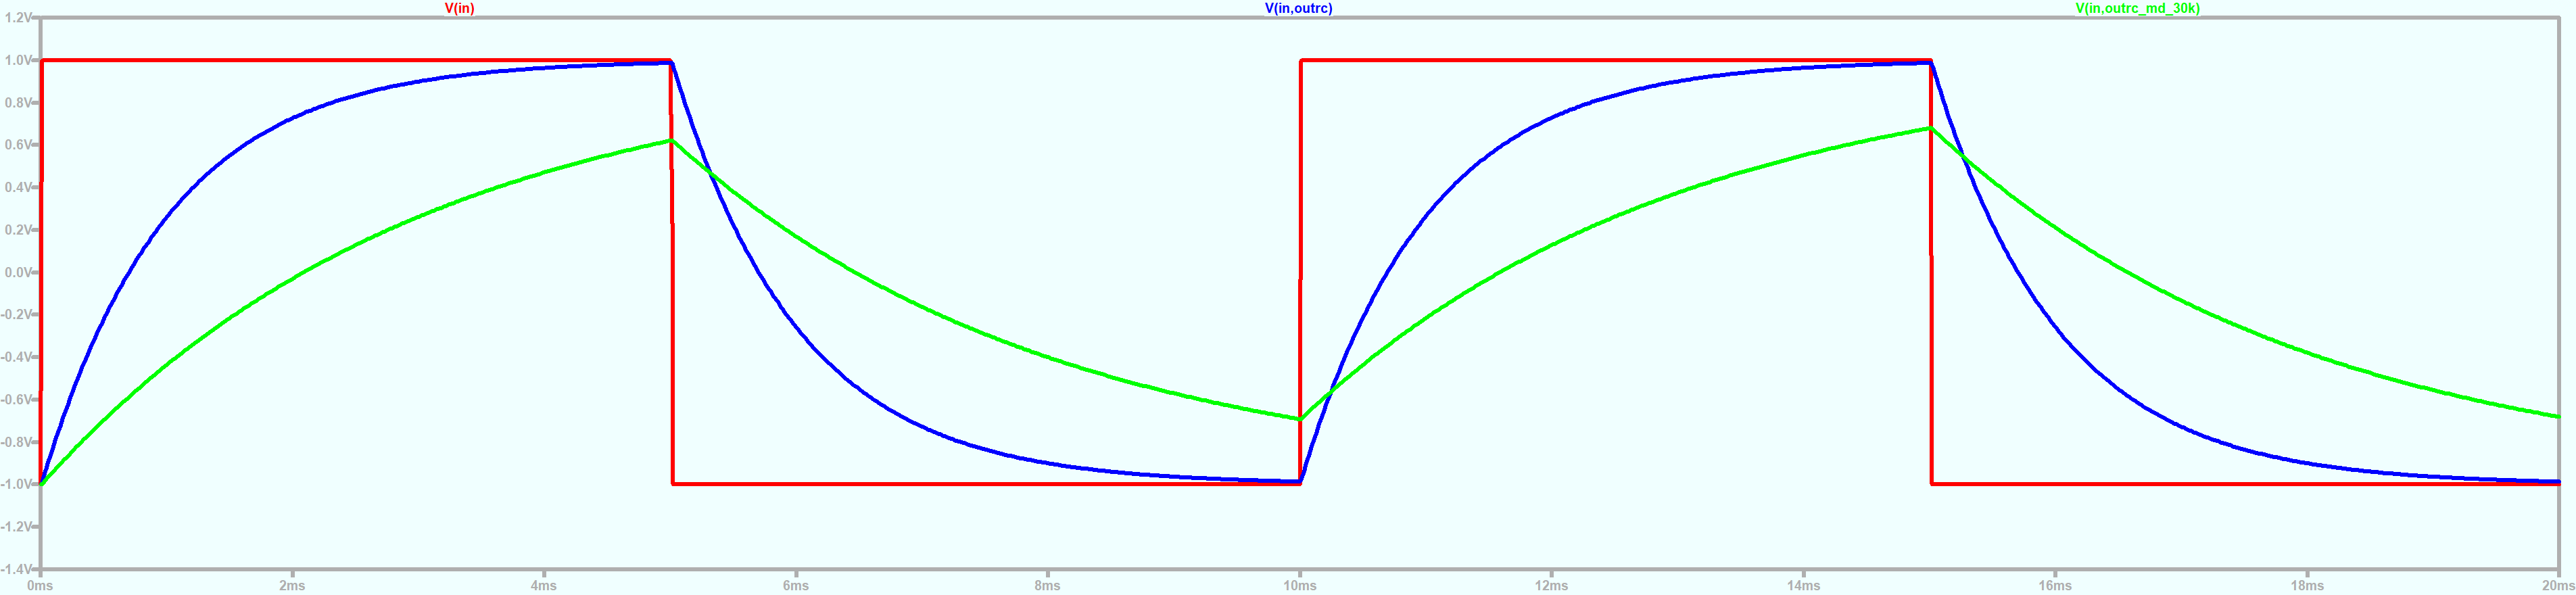 V(in) V(in,outrc) V(in,outrc_md_30k)
1.2V
1.0V
0.8V
0.6V
0.4V
0.2V
0.0V
-0.2V
-0.4V
-0.6V
-0.8V
-1.0V
-1.2V
-1.4V
0ms 2ms 4ms 6ms 8ms 10ms 12ms 14ms 16ms 18ms 20ms